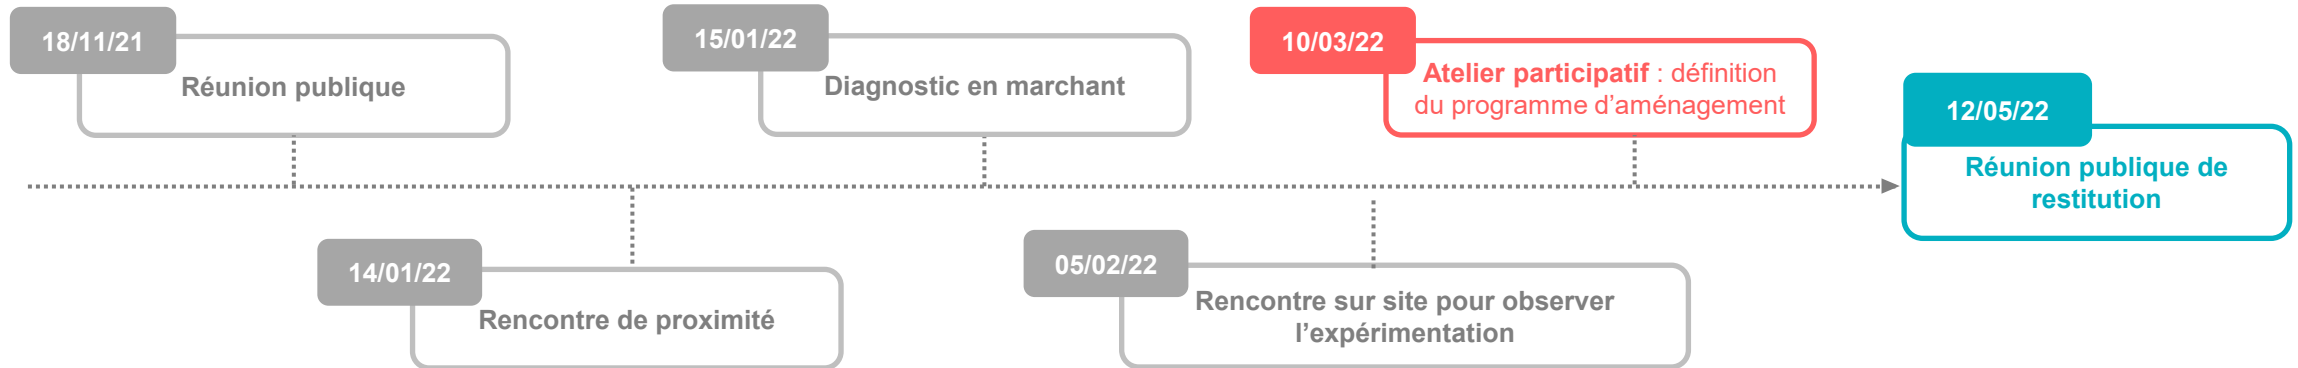 18/11/21
Réunion publique
14/01/22
Rencontre de proximité
15/01/22
Diagnostic en marchant
05/02/22
Rencontre sur site pour observer
l’expérimentation
10/03/22
Atelier participatif : définition
du programme d’aménagement
12/05/22
Réunion publique de
restitution